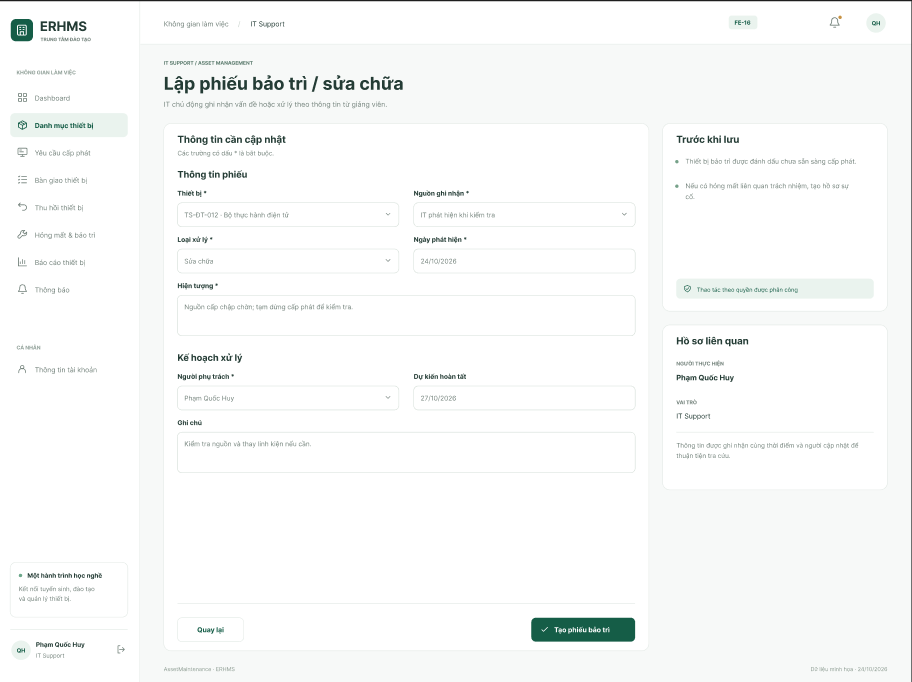 ERHMS
TRUNG TÂM ĐÀO TẠO
KHÔNG GIAN LÀM VIỆC
Dashboard
Danh mục thiết bị
Yêu cầu cấp phát
Bàn giao thiết bị
Thu hồi thiết bị
Hỏng mất & bảo trì
Báo cáo thiết bị
Thông báo
CÁ NHÂN
Thông tin tài khoản
Một hành trình học nghề
Kết nối tuyển sinh, đào tạo
và quản lý thiết bị.
QH
Phạm Quốc Huy
IT Support
Không gian làm việc / IT Support
FE-16
QH
IT SUPPORT / ASSET MANAGEMENT
Lập phiếu bảo trì / sửa chữa
IT chủ động ghi nhận vấn đề hoặc xử lý theo thông tin từ giảng viên.
Thông tin cần cập nhật
Các trường có dấu * là bắt buộc.
Thông tin phiếu
Thiết bị *
TS-ĐT-012 · Bộ thực hành điện tử
Nguồn ghi nhận *
IT phát hiện khi kiểm tra
Loại xử lý *
Sửa chữa
Ngày phát hiện *
24/10/2026
Hiện tượng *
Nguồn cấp chập chờn; tạm dừng cấp phát để kiểm tra.
Kế hoạch xử lý
Người phụ trách *
Phạm Quốc Huy
Dự kiến hoàn tất
27/10/2026
Ghi chú
Kiểm tra nguồn và thay linh kiện nếu cần.
Quay lại
Tạo phiếu bảo trì
Trước khi lưu
Thiết bị bảo trì được đánh dấu chưa sẵn sàng cấp phát.
Nếu có hỏng mất liên quan trách nhiệm, tạo hồ sơ sự
cố.
Thao tác theo quyền được phân công
Hồ sơ liên quan
NGƯỜI THỰC HIỆN
Phạm Quốc Huy
VAI TRÒ
IT Support
Thông tin được ghi nhận cùng thời điểm và người cập nhật để
thuận tiện tra cứu.
AssetMaintenance · ERHMS
Dữ liệu minh họa · 24/10/2026